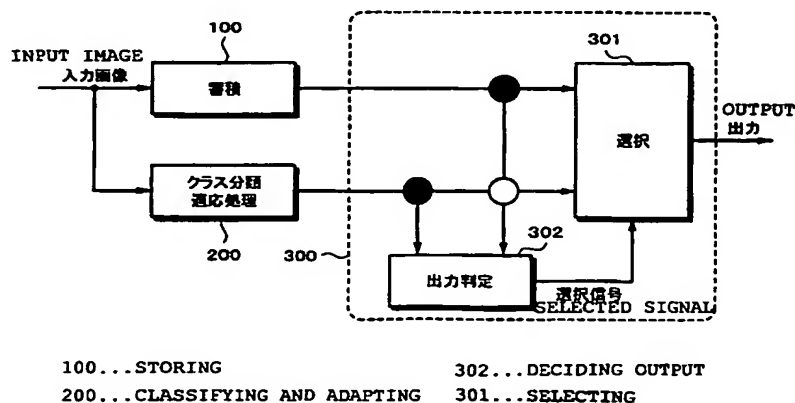 301
100
INPUT IMAGE
入力画像
蓄積
選択
OUTPUT
出力
クラス分類
適応処理
302
200
300
出力判定
選択信号
SELECTED SIGNAL
100...STORING
302...DECIDING OUTPUT
200...CLASSIFYING AND ADAPTING
301...SELECTING